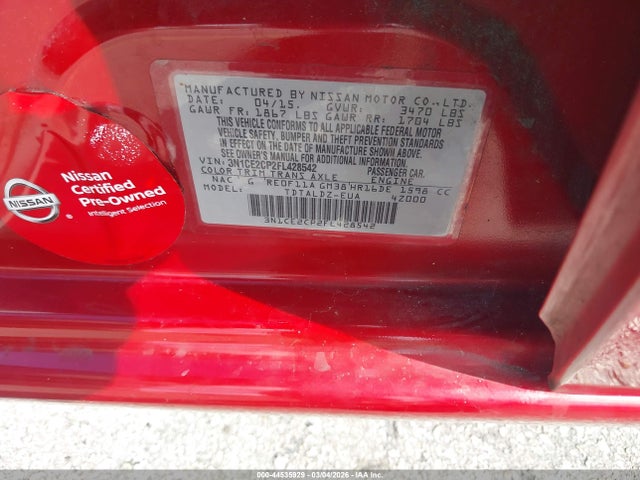 MANUFACTURED BY NISSAN MOTOR CO.,LTD.
DATE: 04/15. GVWR: 3470 LBS
GAWR FR: 1867 LBS GAWR RR: 1704 LBS
THIS VEHICLE CONFORMS TO ALL APPLICABLE FEDERAL MOTOR
VEHICLE SAFETY, BUMPER, AND THEFT PREVENTION STANDARDS
IN EFFECT ON THE DATE OF MANUFACTURE SHOWN ABOVE.
SEE OWNER'S MANUAL FOR ADDITIONAL INFORMATION.
VIN: 3N1CE2CP2FL428542 PASSENGER CAR
COLOR TRIM TRANS AXLE ENGINE
NAC G RE0F11A GM38 HR16DE 1598 CC
MODEL: TDTALDZ-EUA 42000
3N1CE2CP2FL428542
NISSAN
Nissan
Certified
Pre-Owned
Intelligent Selection
000-44535929 03/04/2026 IAA